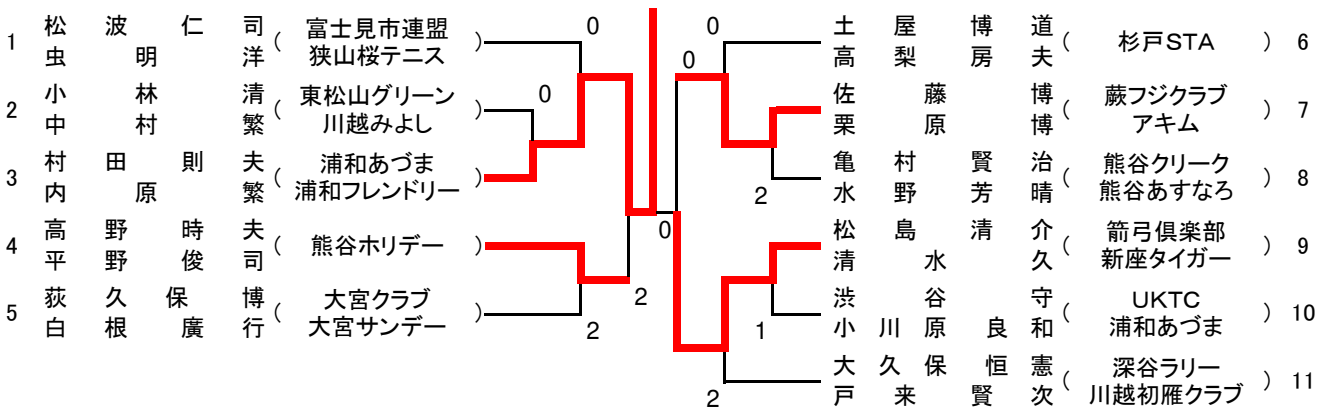 1 松波仁司 ( 富士見市連盟 )
虫明洋 狭山桜テニス
2 小林清 ( 東松山グリーン )
中村繁 川越みよし
3 村田則夫 ( 浦和あづま )
内原繁 浦和フレンドリー
4 高野時夫 ( 熊谷ホリデー )
平野俊司
5 荻久保博 ( 大宮クラブ )
白根廣行 大宮サンデー
0
0
2
2
0
0
0
2
1
2
土屋博道 ( 杉戸STA ) 6
高梨房夫
佐藤博 ( 蕨フジクラブ ) 7
栗原博 アキム
亀村賢治 ( 熊谷クリーク ) 8
水野芳晴 熊谷あすなろ
松島清介 ( 箭弓倶楽部 ) 9
清水久 新座タイガー
渋谷守 ( UKTC ) 10
小川原良和 浦和あづま
大久保恒憲 ( 深谷ラリー ) 11
戸来賢次 川越初雁クラブ